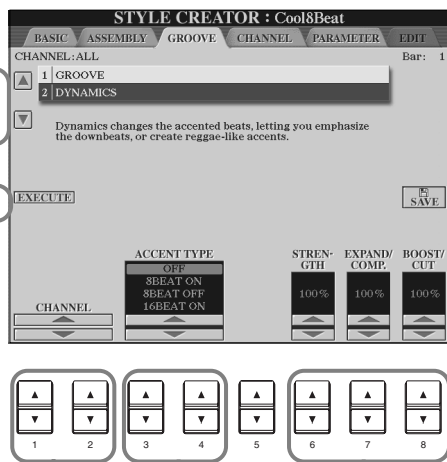 STYLE CREATOR : Cool8Beat
BASIC ASSEMBLY GROOVE CHANNEL PARAMETER EDIT
CHANNEL:ALL Bar: 1
1 GROOVE
2 DYNAMICS
Dynamics changes the accented beats, letting you emphasize
the downbeats, or create reggae-like accents.
EXECUTE
SAVE
ACCENT TYPE
OFF
8BEAT ON
8BEAT OFF
16BEAT ON
CHANNEL
STREN-
GTH
100%
EXPAND/
COMP.
100%
BOOST/
CUT
100%
1 2 3 4 5 6 7 8